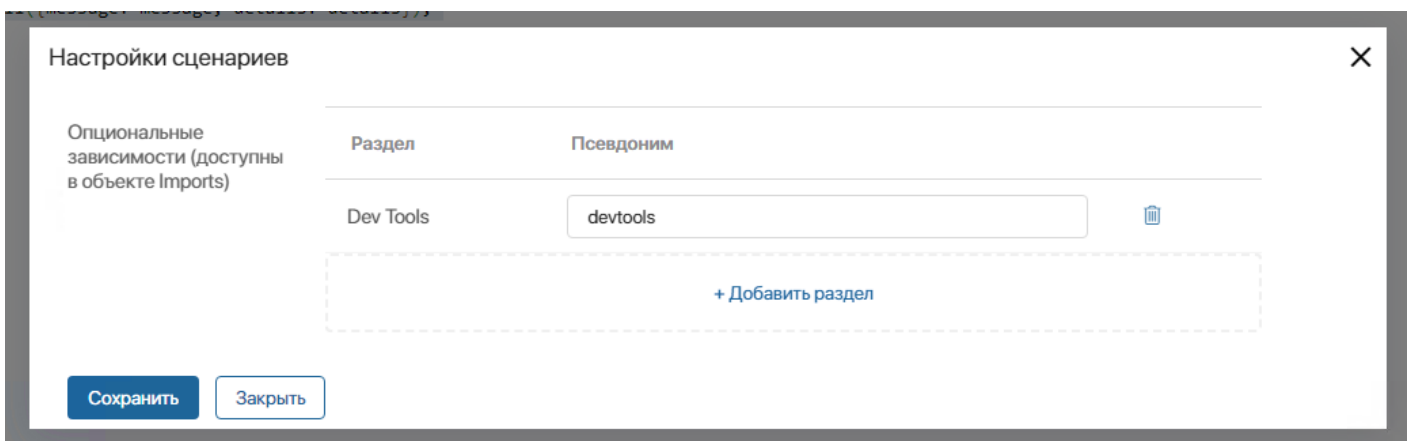 Настройки сценариев
Опциональные
зависимости (доступны
в объекте Imports)
Раздел
Псевдоним
Dev Tools
devtools
+ Добавить раздел
Сохранить
Закрыть